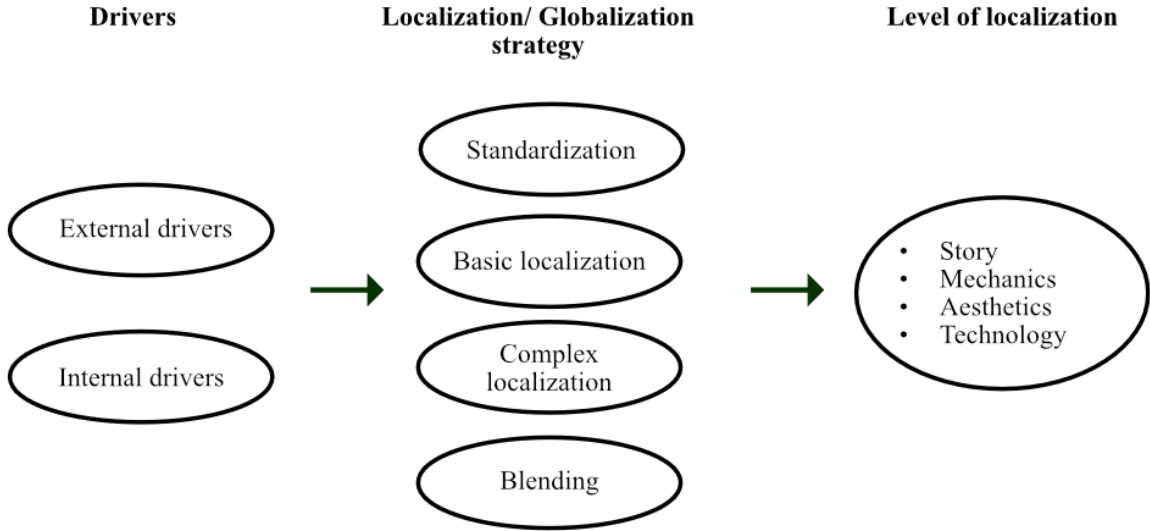 Drivers
Localization/ Globalization
strategy
Level of localization
External drivers
Internal drivers
Standardization
Basic localization
Complex
localization
Blending
• Story
• Mechanics
• Aesthetics
• Technology